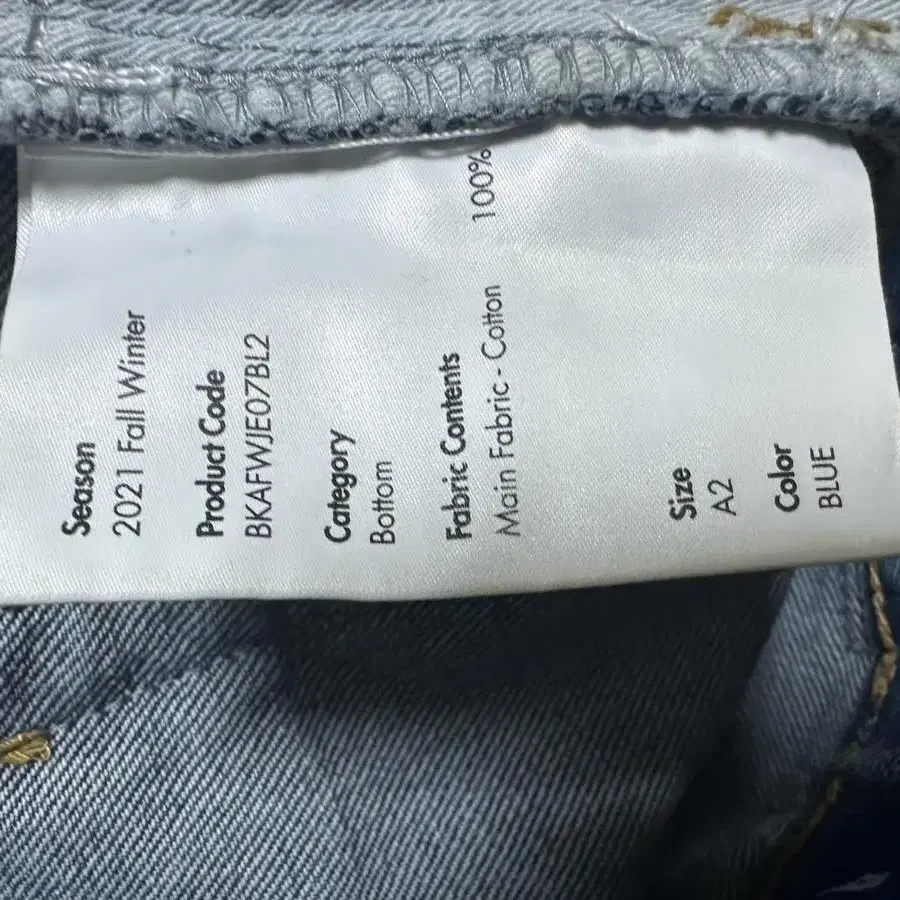 Season
2021 Fall Winter
Product Code
BKAFWJE07BL2
Category
Bottom
Fabric Contents
Main Fabric - Cotton 100%
Size
A2
Color
BLUE